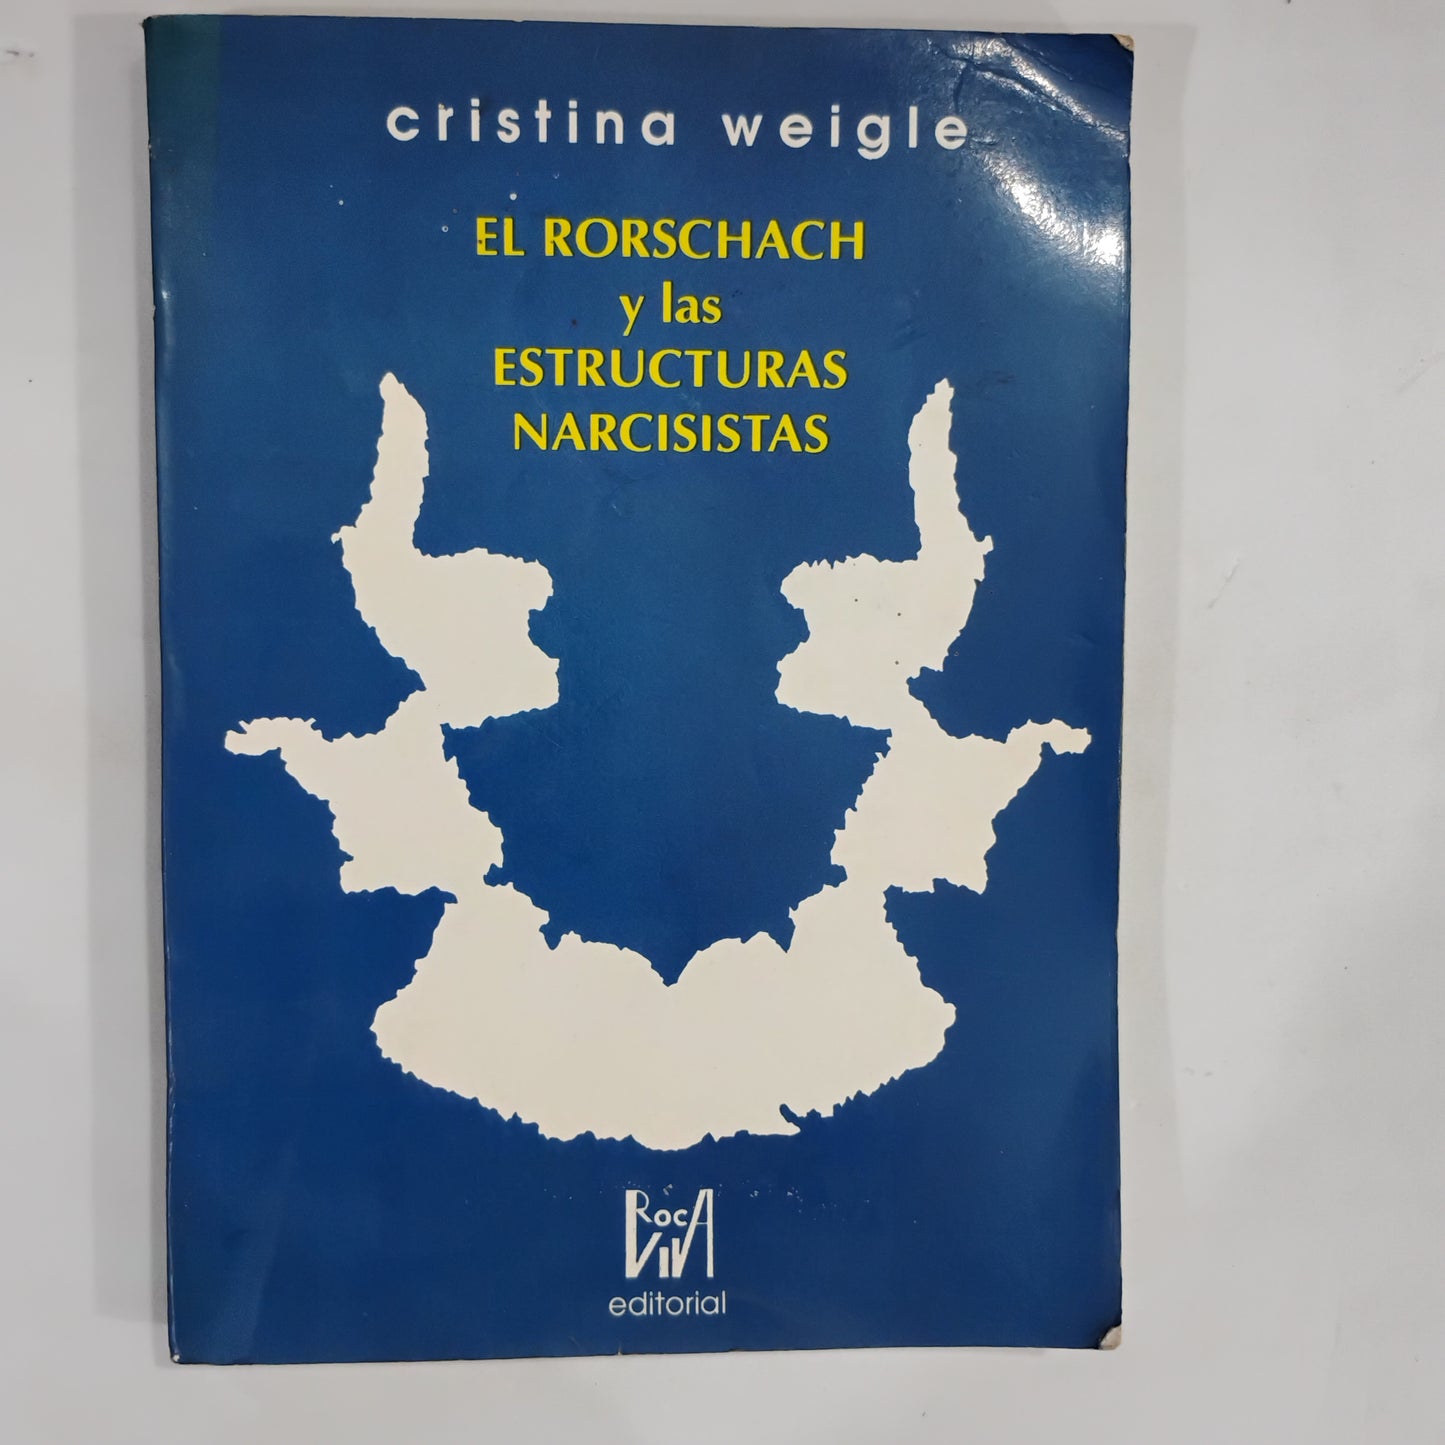 cristina weigle
EL RORSCHACH
y las
ESTRUCTURAS
NARCISISTAS
ROCA
VIVA
editorial